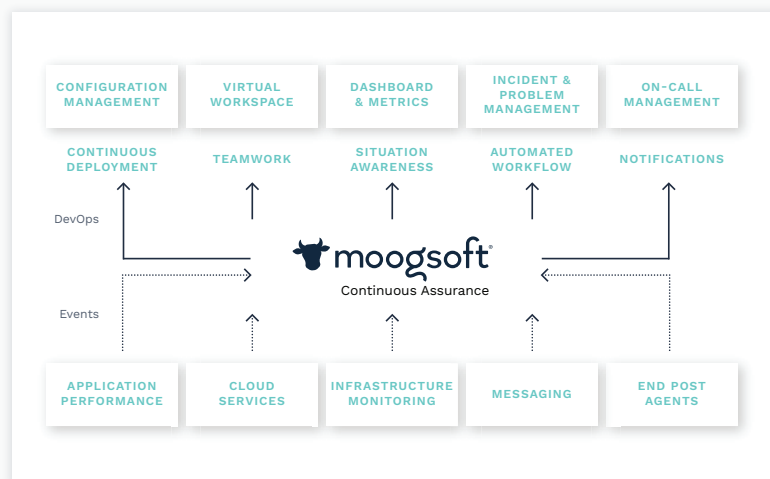 CONFIGURATION
MANAGEMENT
VIRTUAL
WORKSPACE
DASHBOARD
& METRICS
INCIDENT &
PROBLEM
MANAGEMENT
ON-CALL
MANAGEMENT
CONTINUOUS
DEPLOYMENT
TEAMWORK
SITUATION
AWARENESS
AUTOMATED
WORKFLOW
NOTIFICATIONS
DevOps
moogsoft®
Continuous Assurance
Events
APPLICATION
PERFORMANCE
CLOUD
SERVICES
INFRASTRUCTURE
MONITORING
MESSAGING
END POST
AGENTS